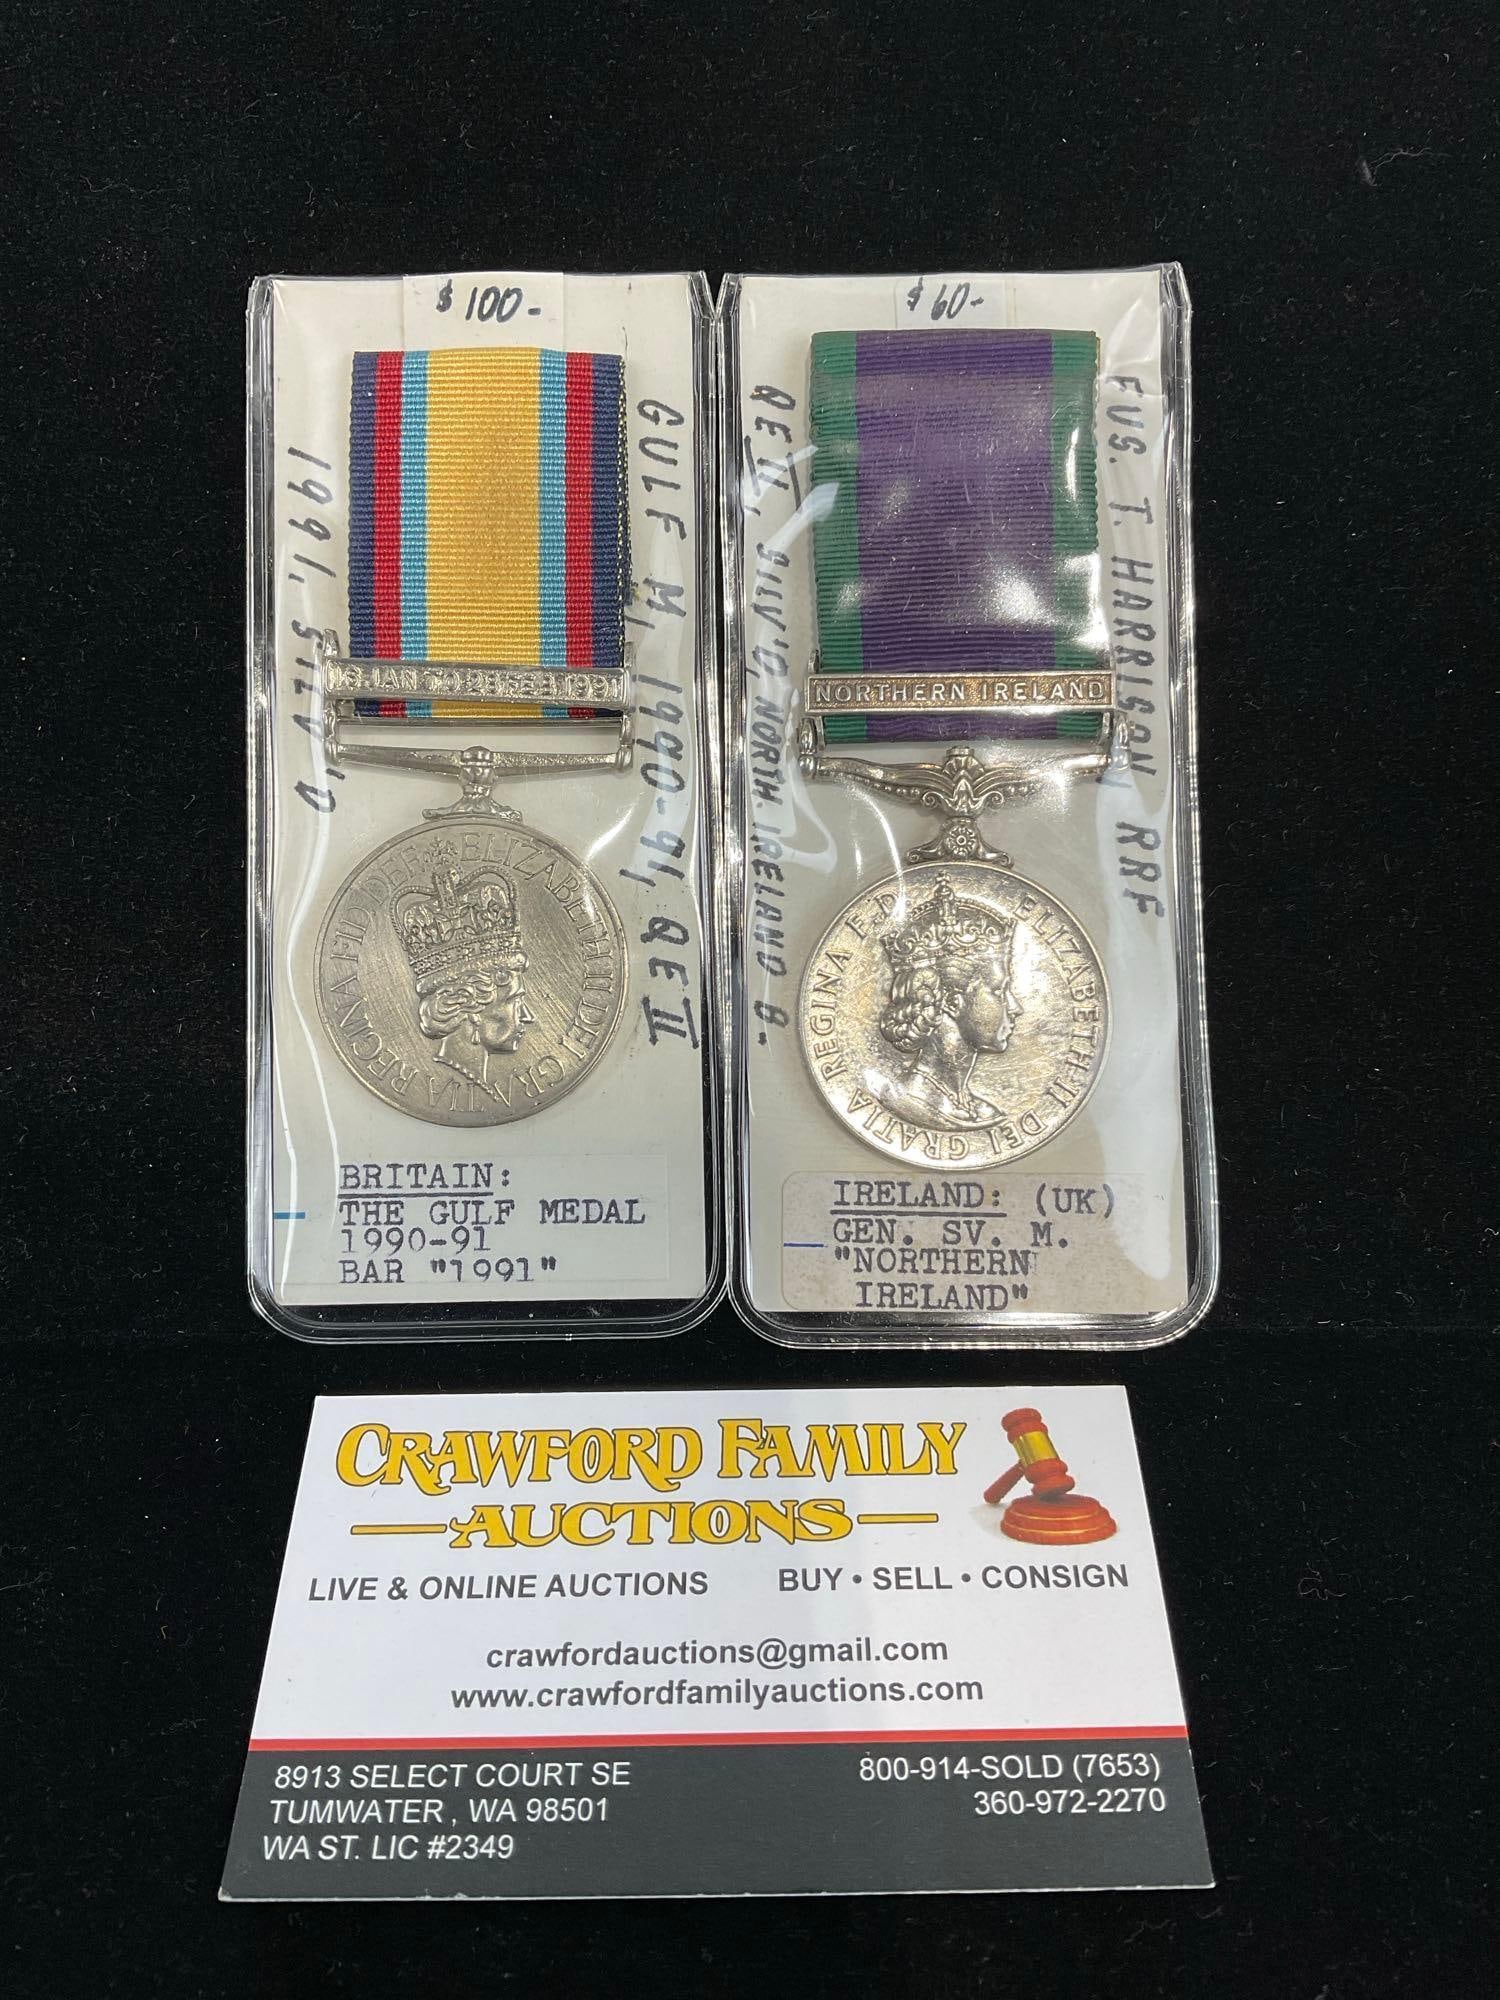 $100-
GULF M, 1990-91, QE II
1991, SILV'D
16 JAN TO 28 FEB 1991
ELIZABETH II DEI GRATIA REGINA FID. DEF.
BRITAIN:
THE GULF MEDAL
1990-91
BAR "1991"
$60-
FUS. T. HARRISON RRF
QE II, SILV'D, NORTH. IRELAND B-
NORTHERN IRELAND
ELIZABETH·II DEI GRATIA REGINA F.D.
IRELAND: (UK)
GEN. SV. M.
"NORTHERN
IRELAND"
CRAWFORD FAMILY
AUCTIONS
LIVE & ONLINE AUCTIONS BUY • SELL • CONSIGN
crawfordauctions@gmail.com
www.crawfordfamilyauctions.com
8913 SELECT COURT SE
TUMWATER , WA 98501
WA ST. LIC #2349
800-914-SOLD (7653)
360-972-2270